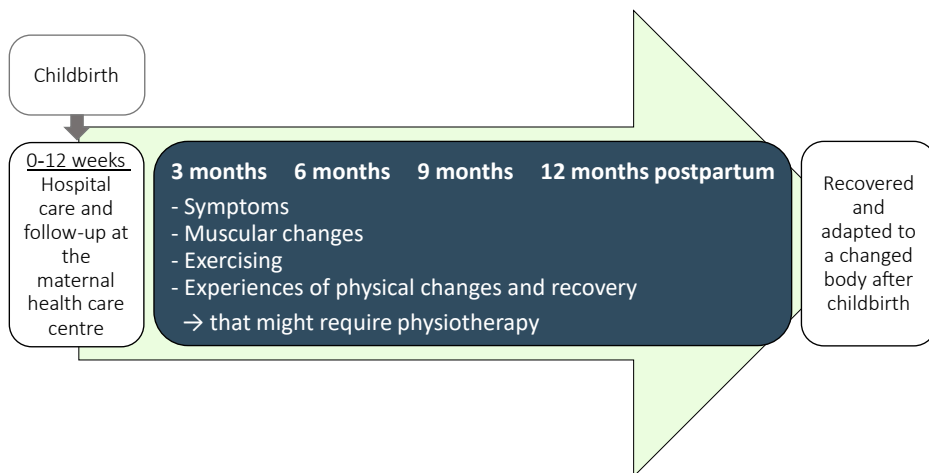 Childbirth
0-12 weeks
Hospital
care and
follow-up at
the
maternal
health care
centre
3 months 6 months 9 months 12 months postpartum
- Symptoms
- Muscular changes
- Exercising
- Experiences of physical changes and recovery
→ that might require physiotherapy
Recovered
and
adapted to
a changed
body after
childbirth